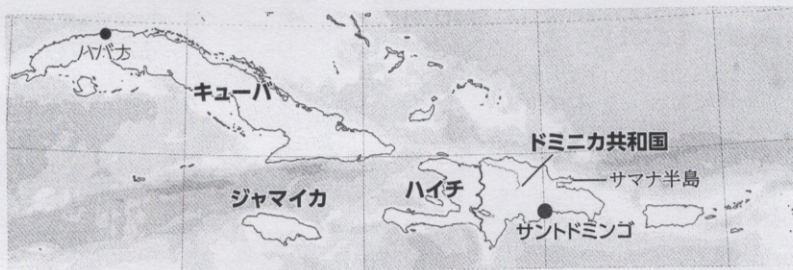 ハバナ
キューバ
ドミニカ共和国
サマナ半島
ハイチ
ジャマイカ
サントドミンゴ